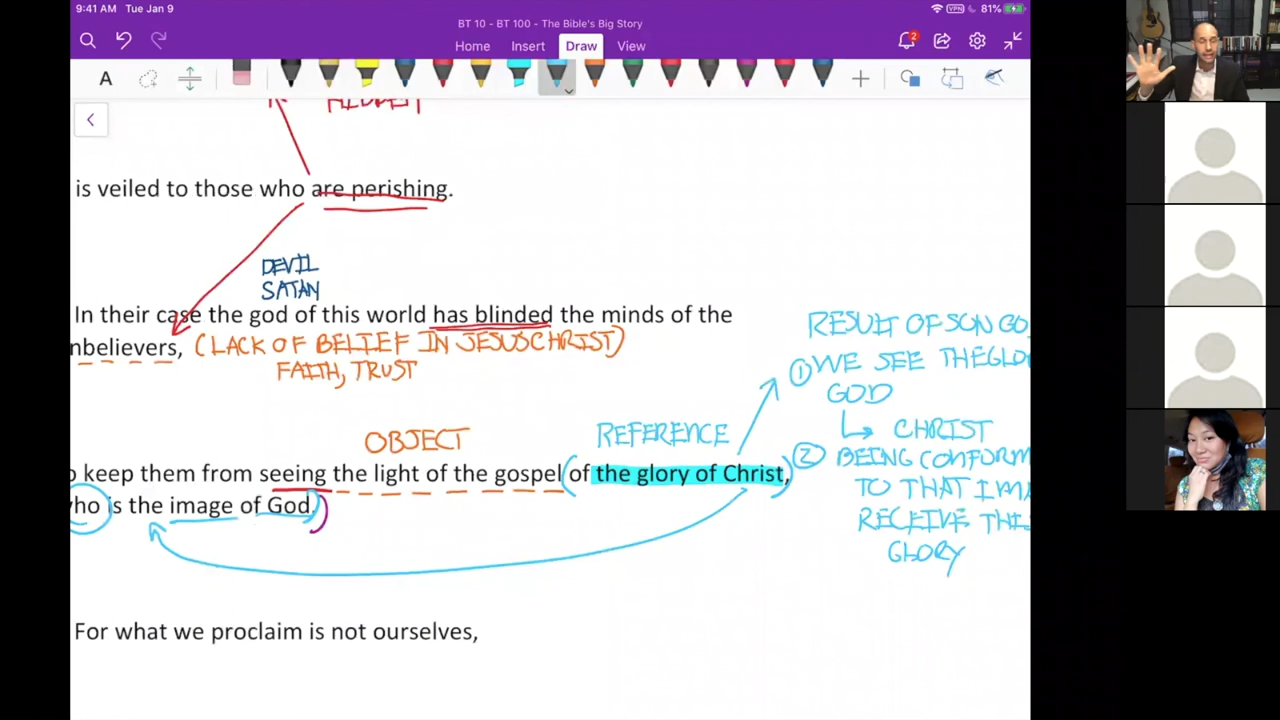 9:41 AM Tue Jan 9
VPN 81%
BT 10 - BT 100 - The Bible's Big Story
Home Insert Draw View
2
A
HIDDEN
is veiled to those who are perishing.
DEVIL
SATAN
In their case the god of this world has blinded the minds of the
nbelievers, (LACK OF BELIEF IN JESUS CHRIST)
FAITH, TRUST
RESULT OF SON GO
① WE SEE THE GLO
GOD
↳ CHRIST
OBJECT
REFERENCE
② BEING CONFORM
TO THAT IMA
RECEIVE THIS
GLORY
o keep them from seeing the light of the gospel (of the glory of Christ),
who is the image of God.)
For what we proclaim is not ourselves,